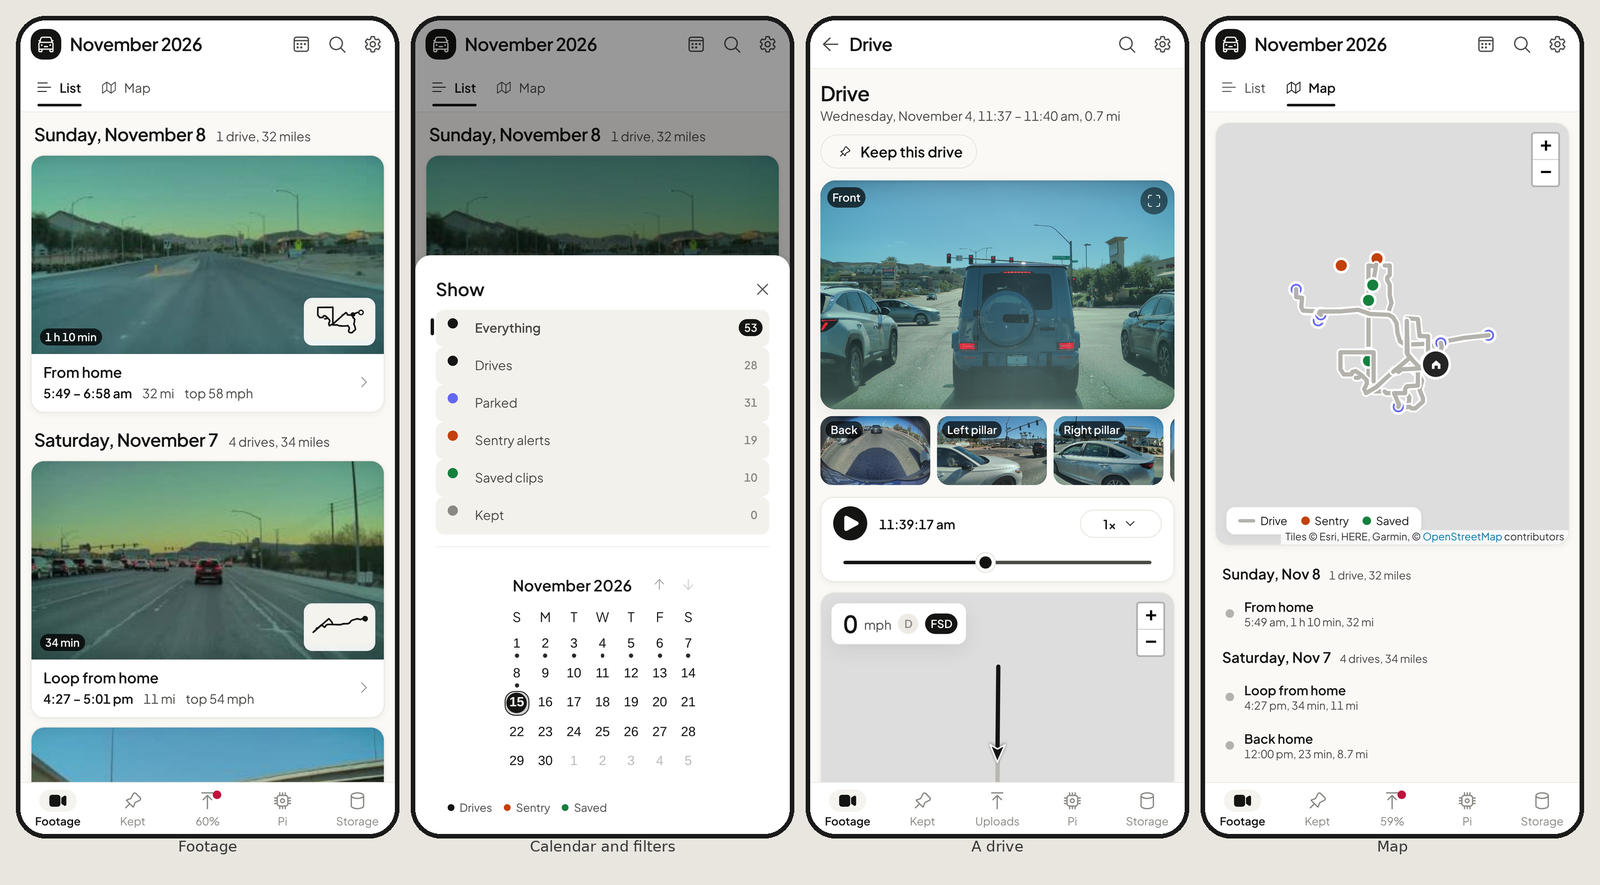 November 2026
List
Map
Sunday, November 8 1 drive, 32 miles
1 h 10 min
From home
5:49 – 6:58 am 32 mi top 58 mph
Saturday, November 7 4 drives, 34 miles
34 min
Loop from home
4:27 – 5:01 pm 11 mi top 54 mph
Footage
Kept
60%
Pi
Storage
Footage
November 2026
List
Map
Sunday, November 8 1 drive, 32 miles
Show
Everything 53
Drives 28
Parked 31
Sentry alerts 19
Saved clips 10
Kept 0
November 2026
S M T W T F S
1 2 3 4 5 6 7
8 9 10 11 12 13 14
15 16 17 18 19 20 21
22 23 24 25 26 27 28
29 30 1 2 3 4 5
Drives Sentry Saved
Calendar and filters
Drive
Drive
Wednesday, November 4, 11:37 – 11:40 am, 0.7 mi
Keep this drive
Front
Back
Left pillar
Right pillar
11:39:17 am
1×
0 mph D FSD
+
−
Footage
Kept
Uploads
Pi
Storage
A drive
November 2026
List
Map
+
−
Drive Sentry Saved
Tiles © Esri, HERE, Garmin, © OpenStreetMap contributors
Sunday, Nov 8 1 drive, 32 miles
From home
5:49 am, 1 h 10 min, 32 mi
Saturday, Nov 7 4 drives, 34 miles
Loop from home
4:27 pm, 34 min, 11 mi
Back home
12:00 pm, 23 min, 8.7 mi
Footage
Kept
59%
Pi
Storage
Map